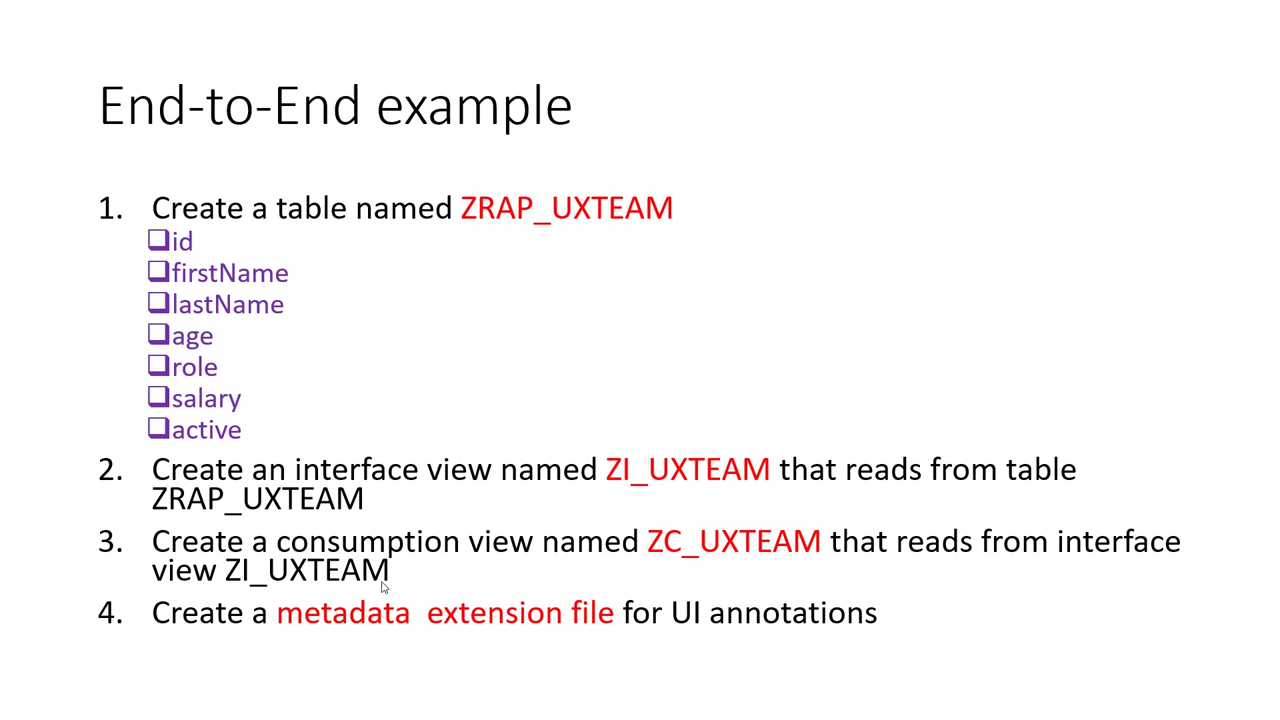 End-to-End example
1. Create a table named ZRAP_UXTEAM
❑id
❑firstName
❑lastName
❑age
❑role
❑salary
❑active
2. Create an interface view named ZI_UXTEAM that reads from table
ZRAP_UXTEAM
3. Create a consumption view named ZC_UXTEAM that reads from interface
view ZI_UXTEAM
4. Create a metadata  extension file for UI annotations